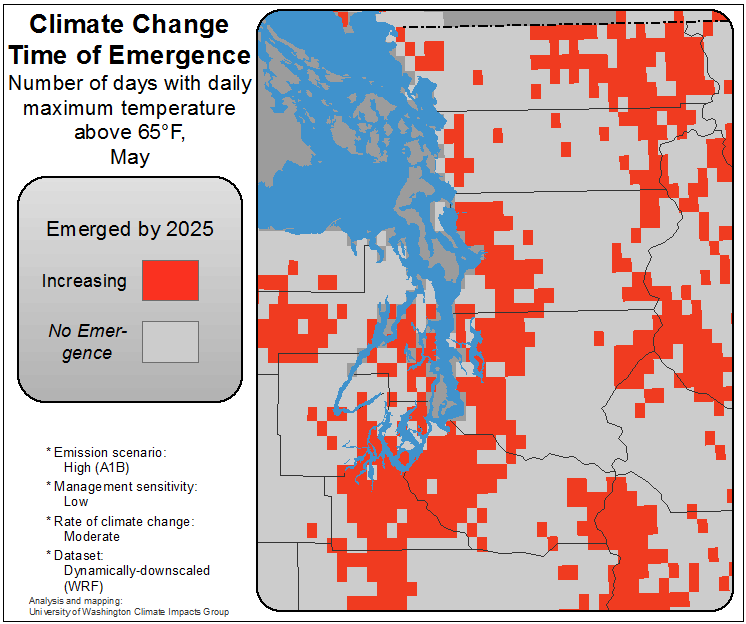 Climate Change
Time of Emergence
Number of days with daily
maximum temperature
above 65°F,
May
Emerged by 2025
Increasing
No Emer-
gence
* Emission scenario:
High (A1B)
* Management sensitivity:
Low
* Rate of climate change:
Moderate
* Dataset:
Dynamically-downscaled
(WRF)
Analysis and mapping:
University of Washington Climate Impacts Group